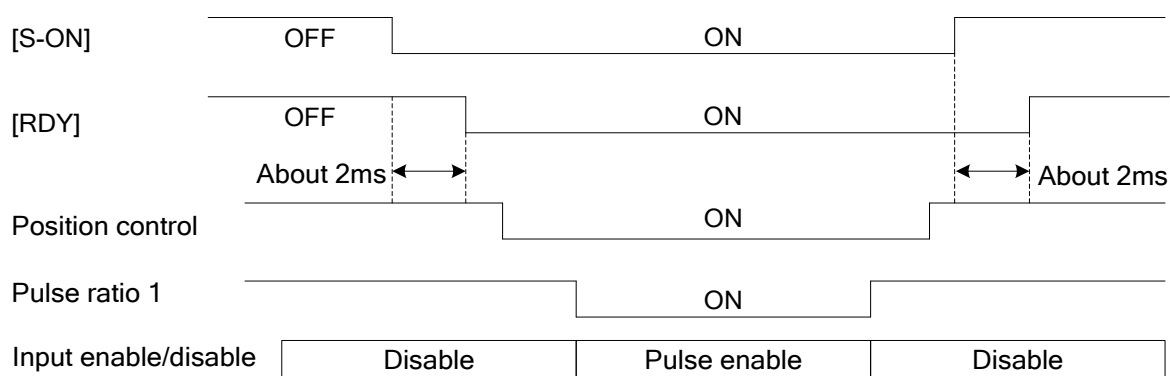 [S-ON] OFF ON
[RDY] OFF ON
About 2ms About 2ms
Position control ON
Pulse ratio 1 ON
Input enable/disable Disable Pulse enable Disable